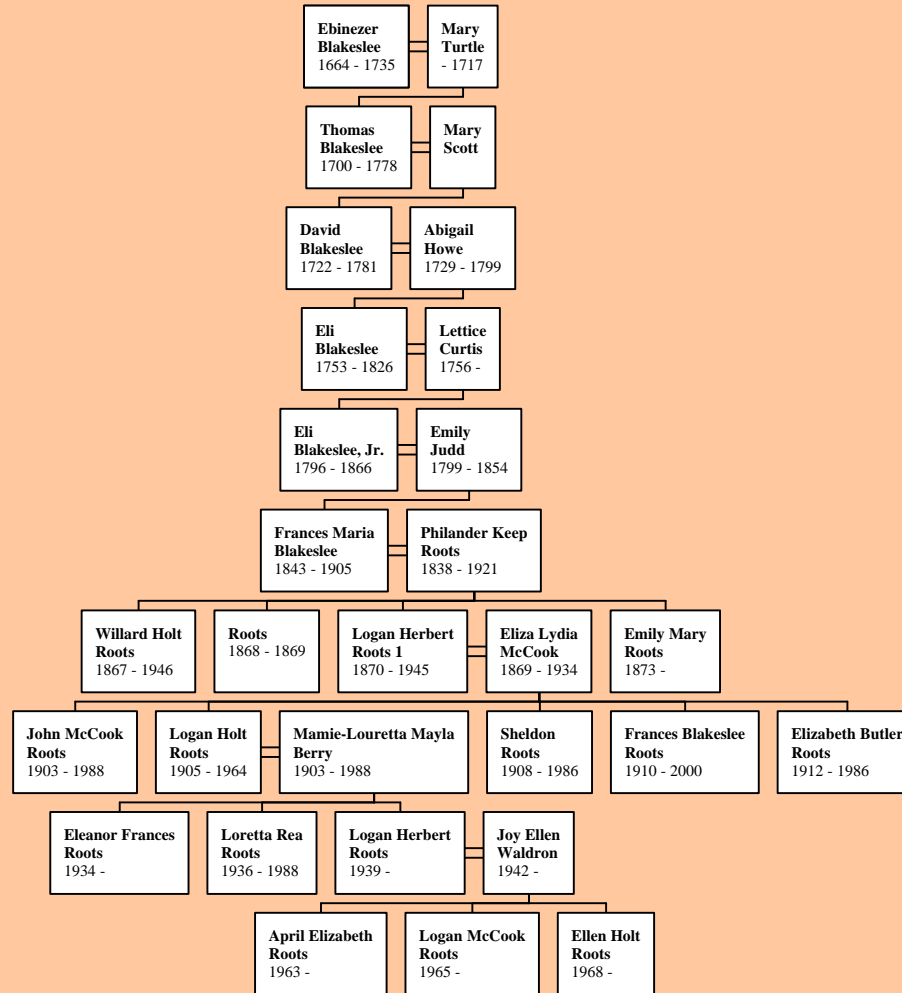 Ebinezer
Blakeslee
1664 - 1735
Mary
Turtle
- 1717
Thomas
Blakeslee
1700 - 1778
Mary
Scott
David
Blakeslee
1722 - 1781
Abigail
Howe
1729 - 1799
Eli
Blakeslee
1753 - 1826
Lettice
Curtis
1756 -
Eli
Blakeslee, Jr.
1796 - 1866
Emily
Judd
1799 - 1854
Frances Maria
Blakeslee
1843 - 1905
Philander Keep
Roots
1838 - 1921
Willard Holt
Roots
1867 - 1946
Roots
1868 - 1869
Logan Herbert
Roots 1
1870 - 1945
Eliza Lydia
McCook
1869 - 1934
Emily Mary
Roots
1873 -
John McCook
Roots
1903 - 1988
Logan Holt
Roots
1905 - 1964
Mamie-Louretta Mayla
Berry
1903 - 1988
Sheldon
Roots
1908 - 1986
Frances Blakeslee
Roots
1910 - 2000
Elizabeth Butler
Roots
1912 - 1986
Eleanor Frances
Roots
1934 -
Loretta Rea
Roots
1936 - 1988
Logan Herbert
Roots
1939 -
Joy Ellen
Waldron
1942 -
April Elizabeth
Roots
1963 -
Logan McCook
Roots
1965 -
Ellen Holt
Roots
1968 -